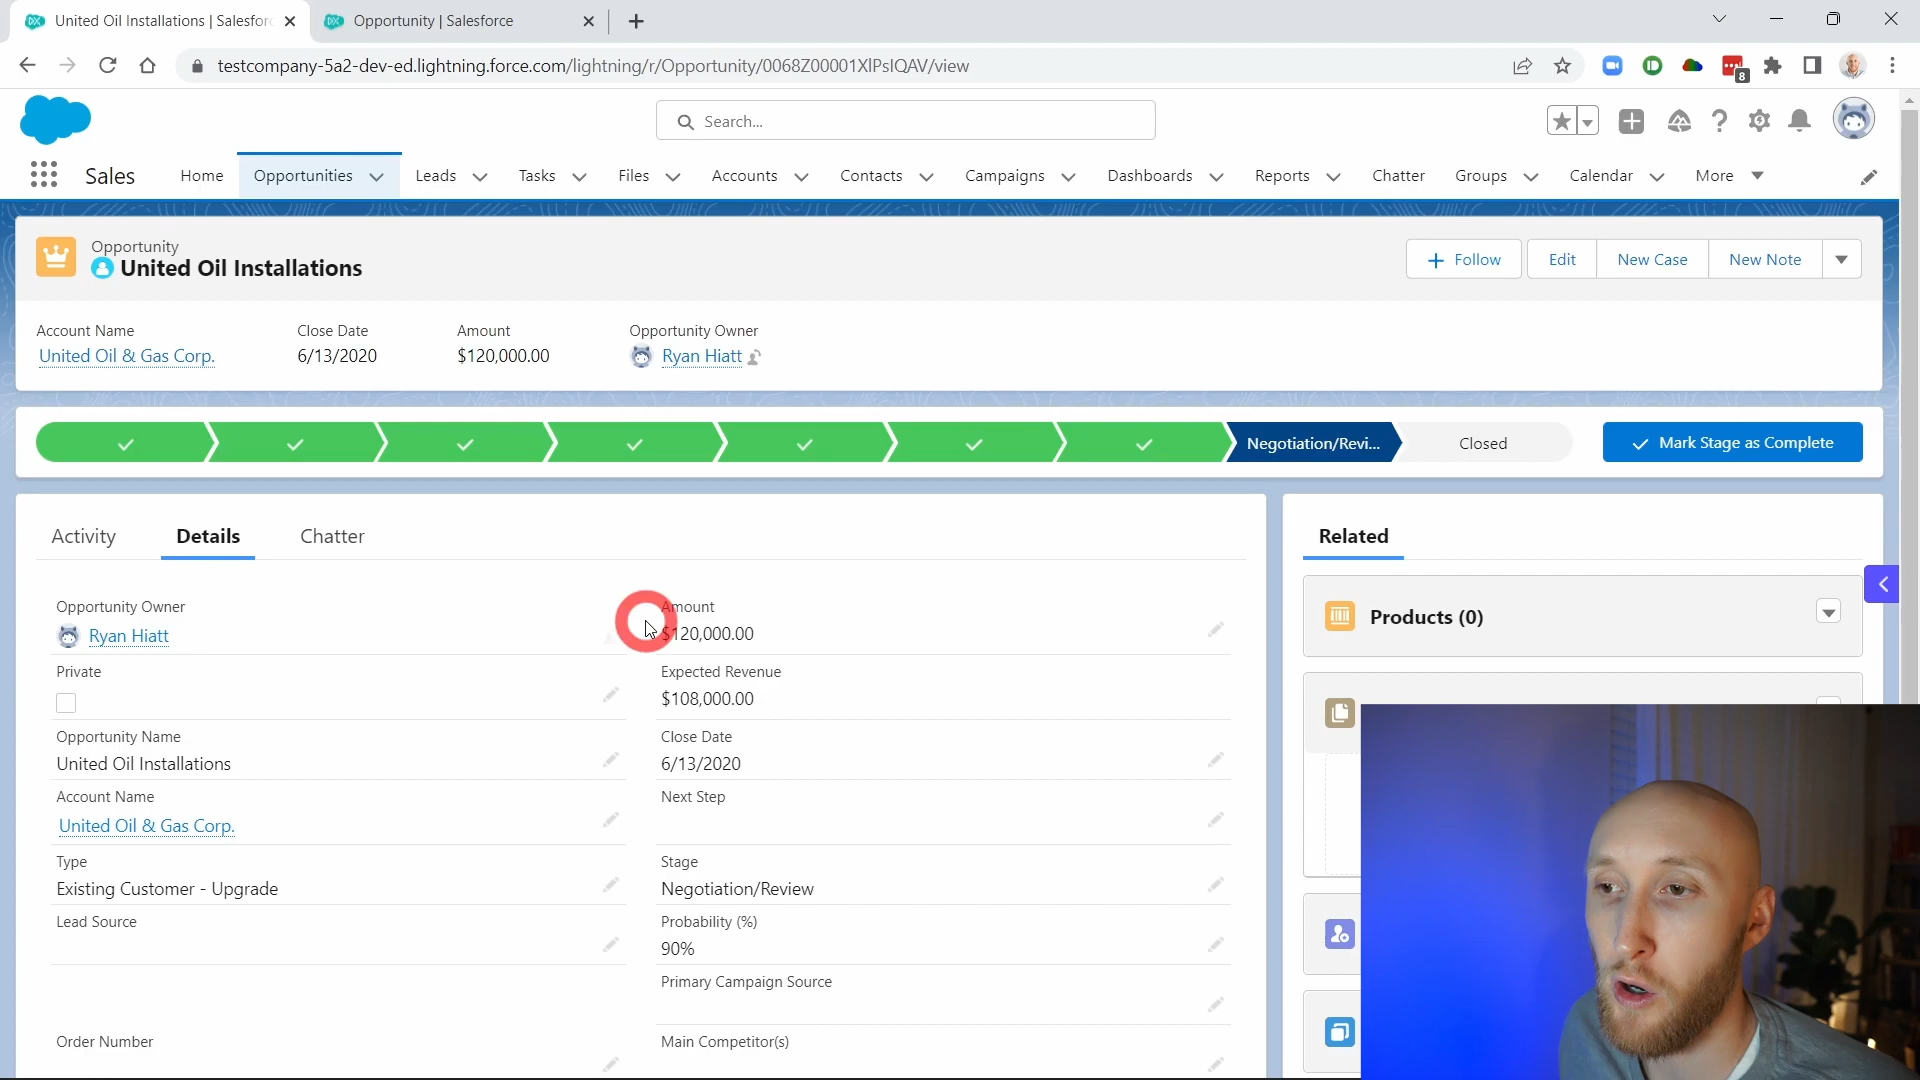 United Oil Installations | Salesfor
Opportunity | Salesforce
testcompany-5a2-dev-ed.lightning.force.com/lightning/r/Opportunity/0068Z00001XIPsIQAV/view
8
Search...
Sales
Home
Opportunities
Leads
Tasks
Files
Accounts
Contacts
Campaigns
Dashboards
Reports
Chatter
Groups
Calendar
More
Opportunity
United Oil Installations
Follow
Edit
New Case
New Note
Account Name
Close Date
Amount
Opportunity Owner
United Oil & Gas Corp.
6/13/2020
$120,000.00
Ryan Hiatt
Negotiation/Revi...
Closed
Mark Stage as Complete
Activity
Details
Chatter
Related
Opportunity Owner
Ryan Hiatt
Amount
$120,000.00
Products (0)
Private
Expected Revenue
$108,000.00
Opportunity Name
United Oil Installations
Close Date
6/13/2020
Account Name
United Oil & Gas Corp.
Next Step
Type
Existing Customer - Upgrade
Stage
Negotiation/Review
Lead Source
Probability (%)
90%
Primary Campaign Source
Order Number
Main Competitor(s)